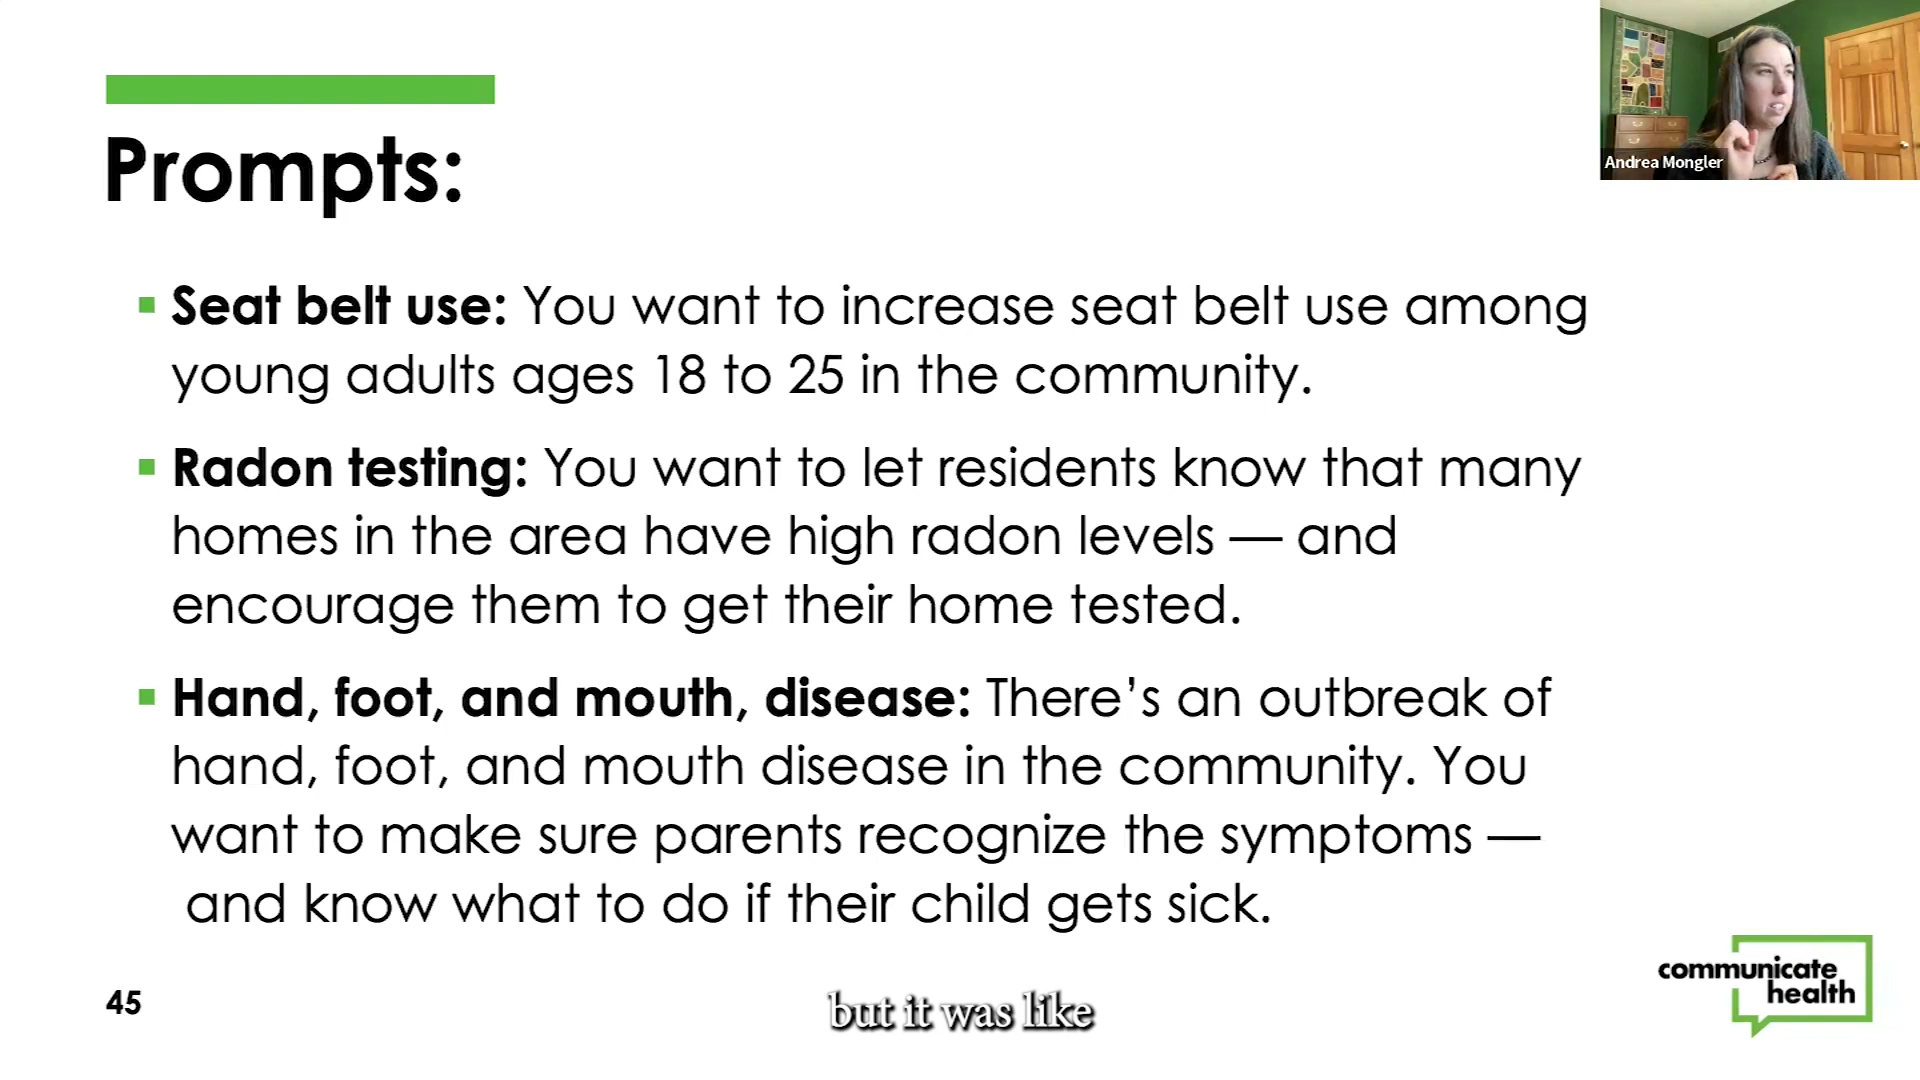 Prompts:
Andrea Mongler
Seat belt use: You want to increase seat belt use among
young adults ages 18 to 25 in the community.
Radon testing: You want to let residents know that many
homes in the area have high radon levels — and
encourage them to get their home tested.
Hand, foot, and mouth, disease: There’s an outbreak of
hand, foot, and mouth disease in the community. You
want to make sure parents recognize the symptoms —
and know what to do if their child gets sick.
45
but it was like
communicate
health